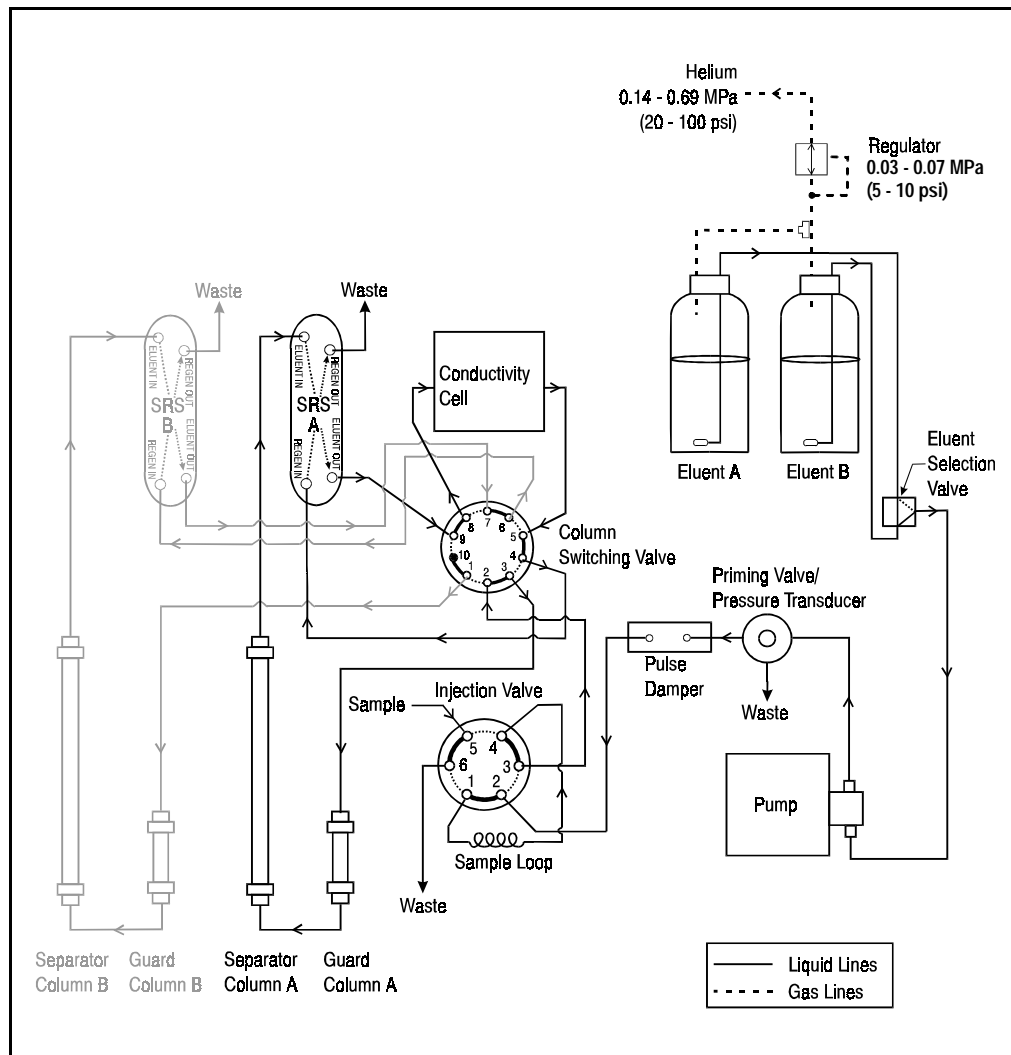 Helium
0.14 - 0.69 MPa
(20 - 100 psi)
Regulator
0.03 - 0.07 MPa
(5 - 10 psi)
Waste
Waste
ELUENT IN
REGEN OUT
SRS
B
REGEN IN
ELUENT OUT
ELUENT IN
REGEN OUT
SRS
A
REGEN IN
ELUENT OUT
Conductivity
Cell
Eluent A
Eluent B
Eluent
Selection
Valve
8
7
6
9
5
10
4
1
2
3
Column
Switching Valve
Priming Valve/
Pressure Transducer
Pulse
Damper
Waste
Sample
Injection Valve
5
4
6
3
1
2
Sample Loop
Waste
Pump
Separator
Column B
Guard
Column B
Separator
Column A
Guard
Column A
Liquid Lines
Gas Lines